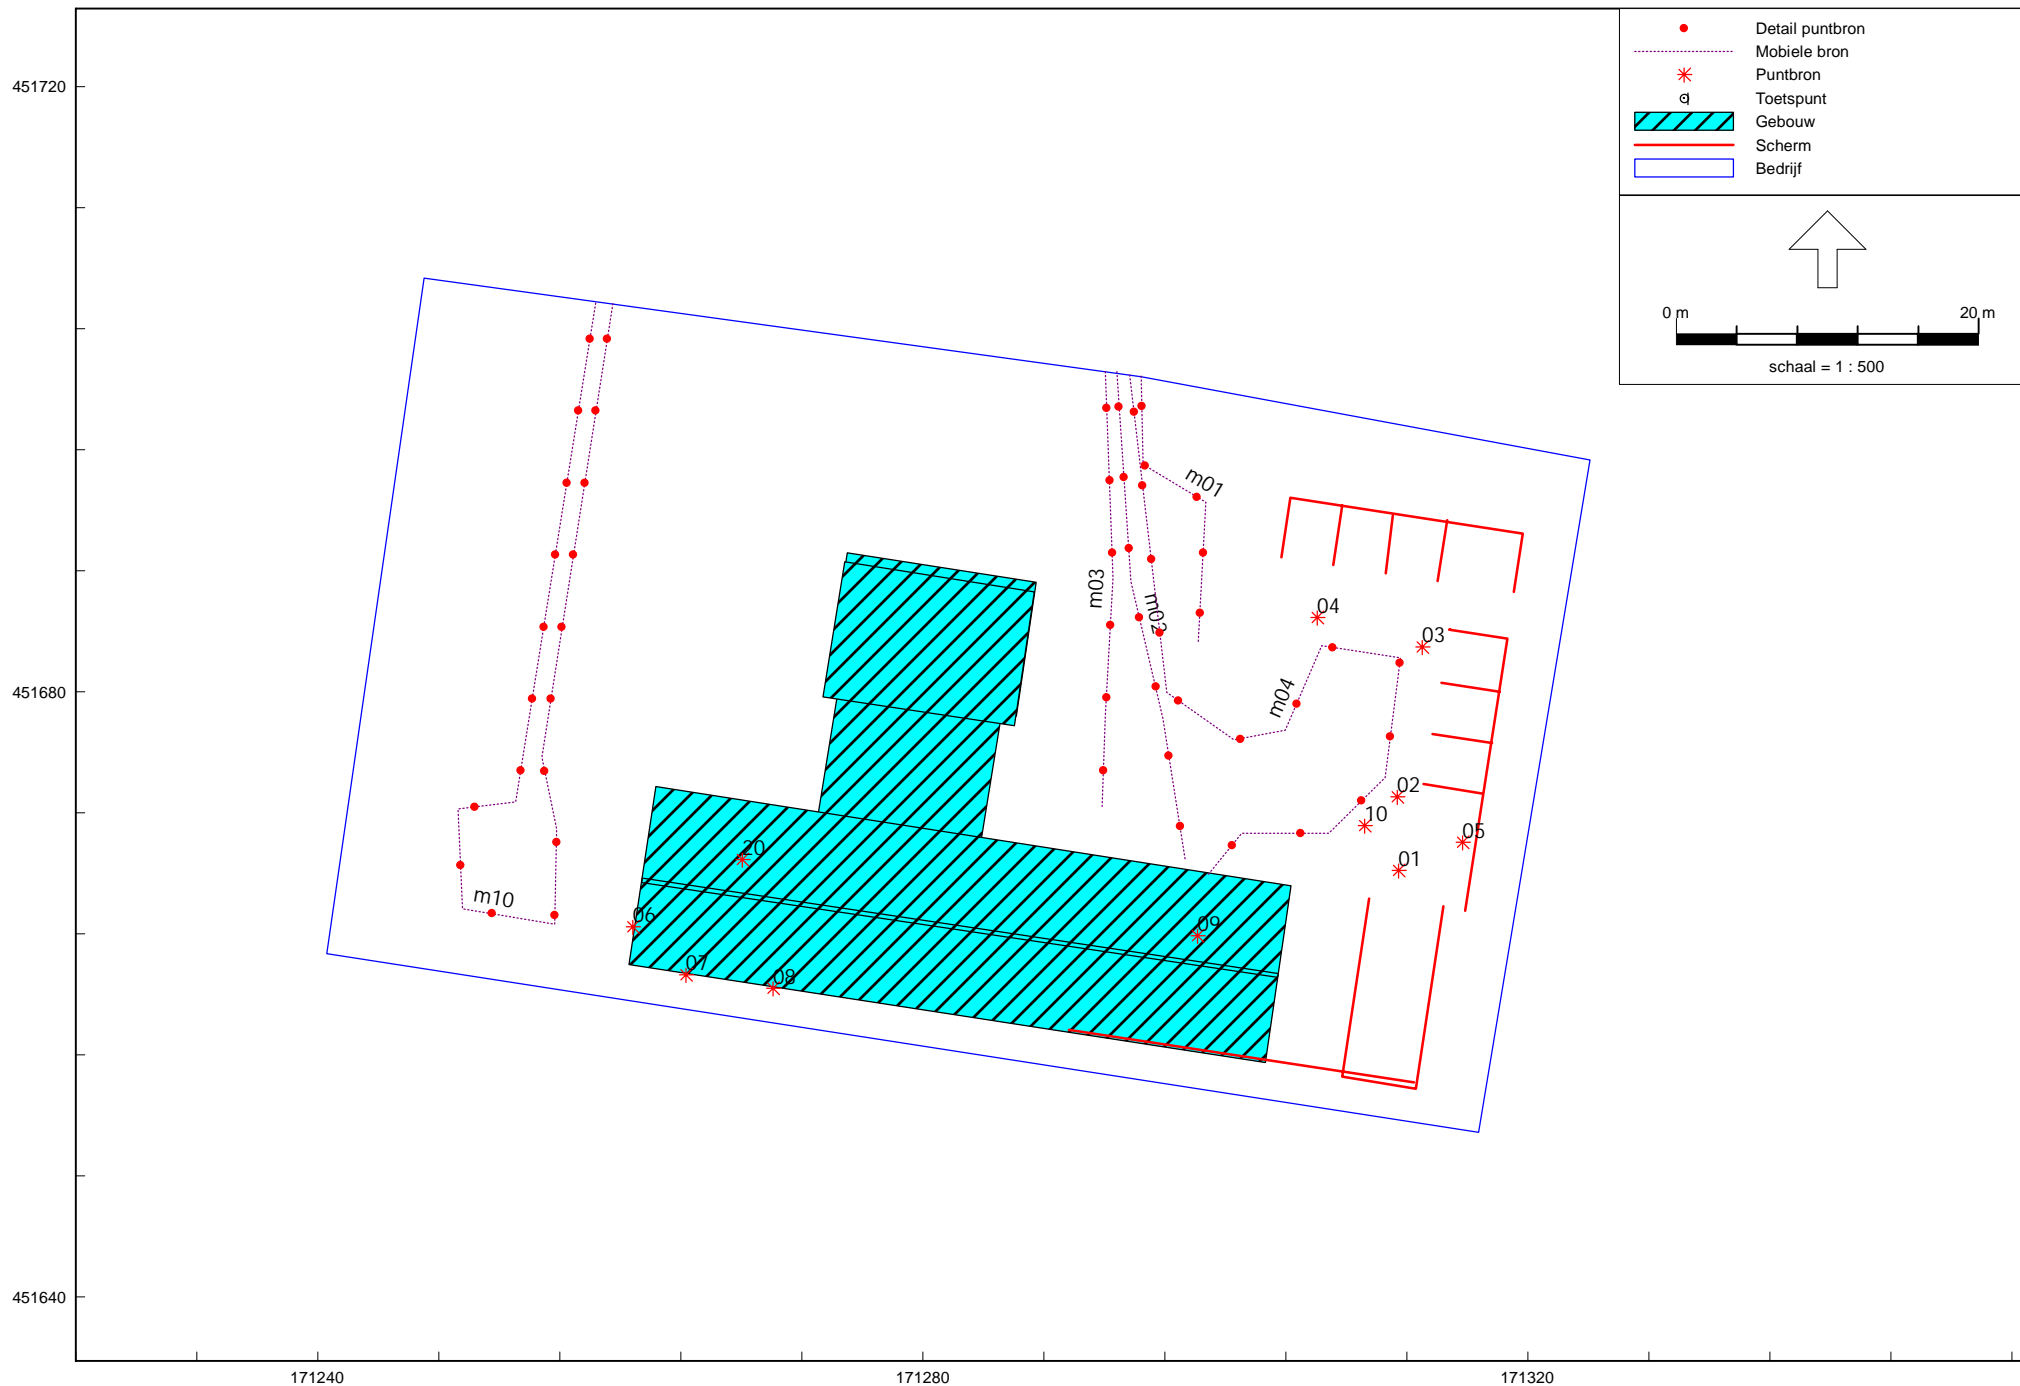 Detail puntbron
Mobiele bron
Puntbron
Toetspunt
Gebouw
Scherm
Bedrijf
0 m 20 m
schaal = 1 : 500
451720
451680
451640
171240 171280 171320
m01
m03
m02
m04
04
03
02
10
05
01
20
m10
06
07
08
09